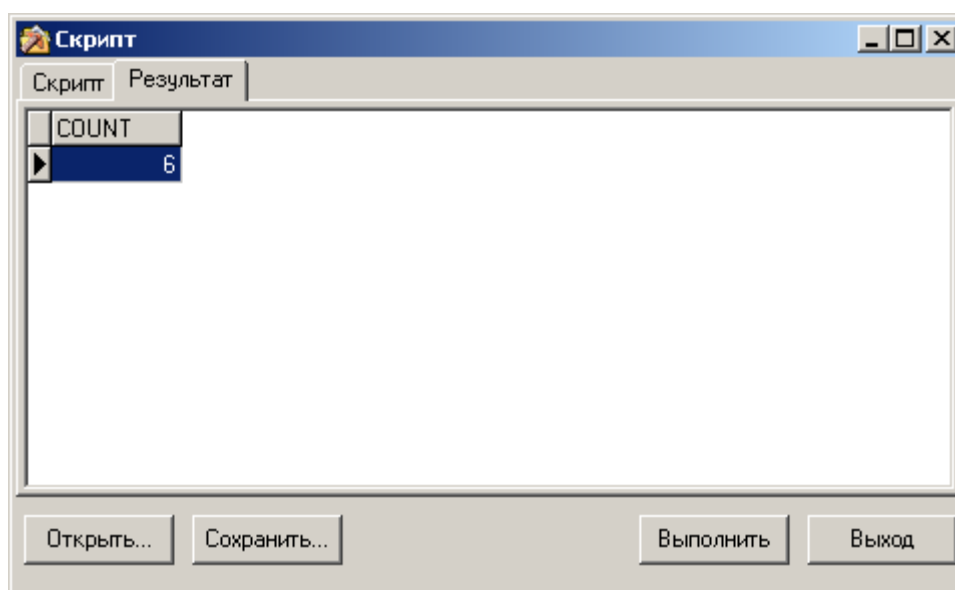 Скрипт
Скрипт Результат
COUNT
6
Открыть... Сохранить... Выполнить Выход